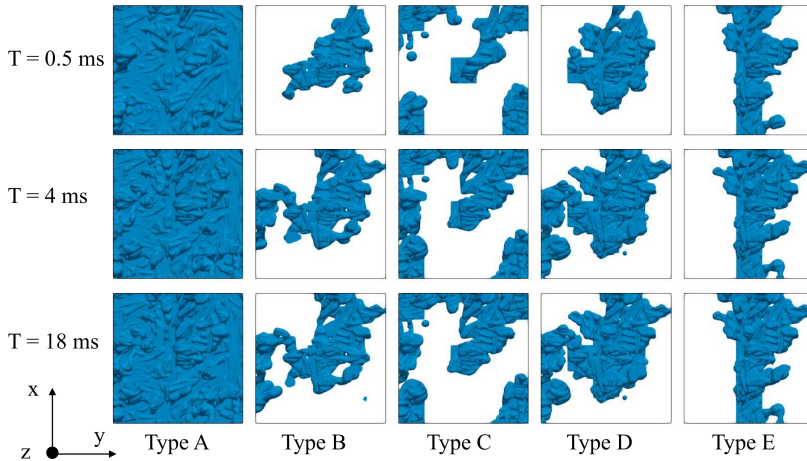 T = 0.5 ms
T = 4 ms
T = 18 ms
x
z
y
Type A
Type B
Type C
Type D
Type E